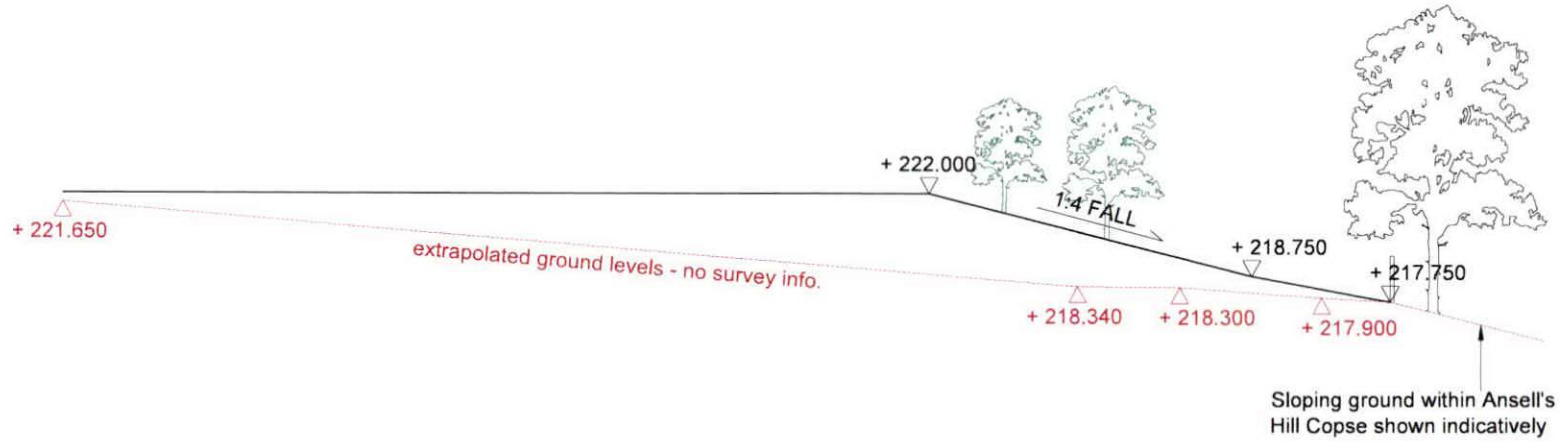 + 222.000
1:4 FALL
+ 218.750
+ 217.750
+ 221.650
extrapolated ground levels - no survey info.
+ 218.340
+ 218.300
+ 217.900
Sloping ground within Ansell's
Hill Copse shown indicatively